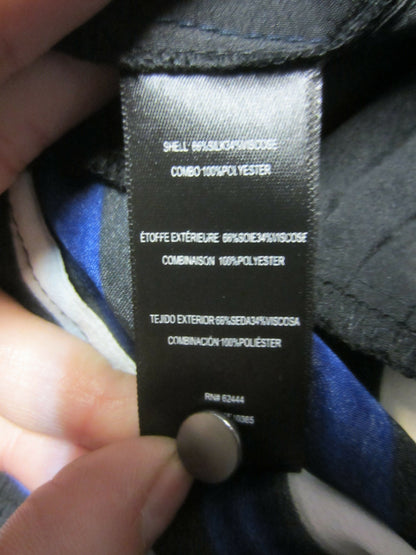 SHELL 66%SILK34%VISCOSE
COMBO 100%POLYESTER
ÉTOFFE EXTÉRIEURE 66%SOIE34%VISCOSE
COMBINAISON 100%POLYESTER
TEJIDO EXTERIOR:66%SEDA34%VISCOSA
COMBINACIÓN:100%POLIÉSTER
RN# 62444